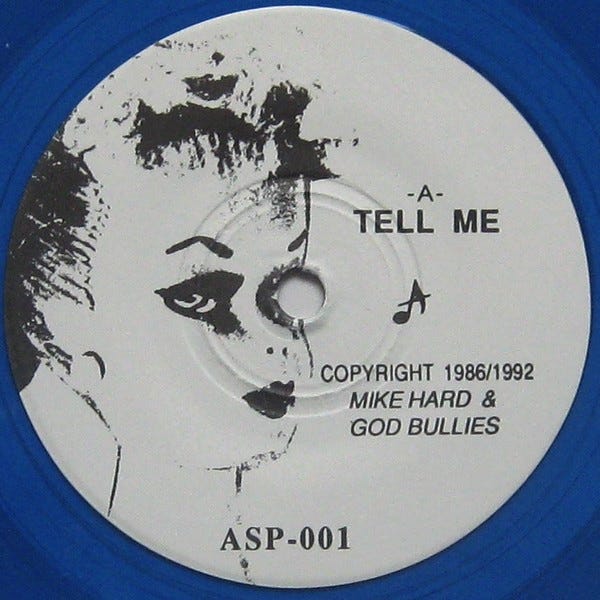 -A-
TELL ME
A
COPYRIGHT 1986/1992
MIKE HARD &
GOD BULLIES
ASP-001